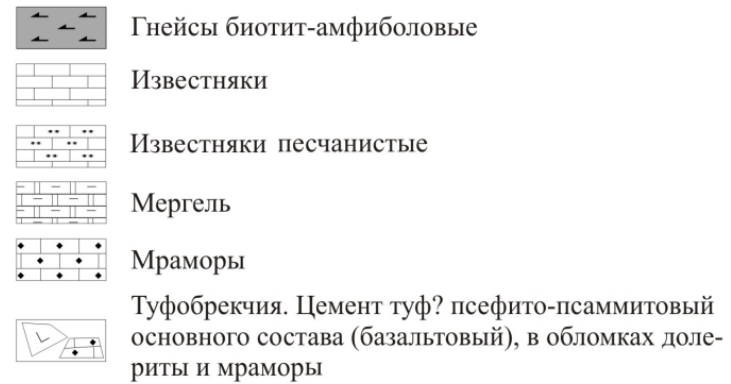 Гнейсы биотит-амфиболовые
Известняки
Известняки песчанистые
Мергель
Мраморы
Туфобрекчия. Цемент туф? псефито-псаммитовый
основного состава (базальтовый), в обломках доле-
риты и мраморы